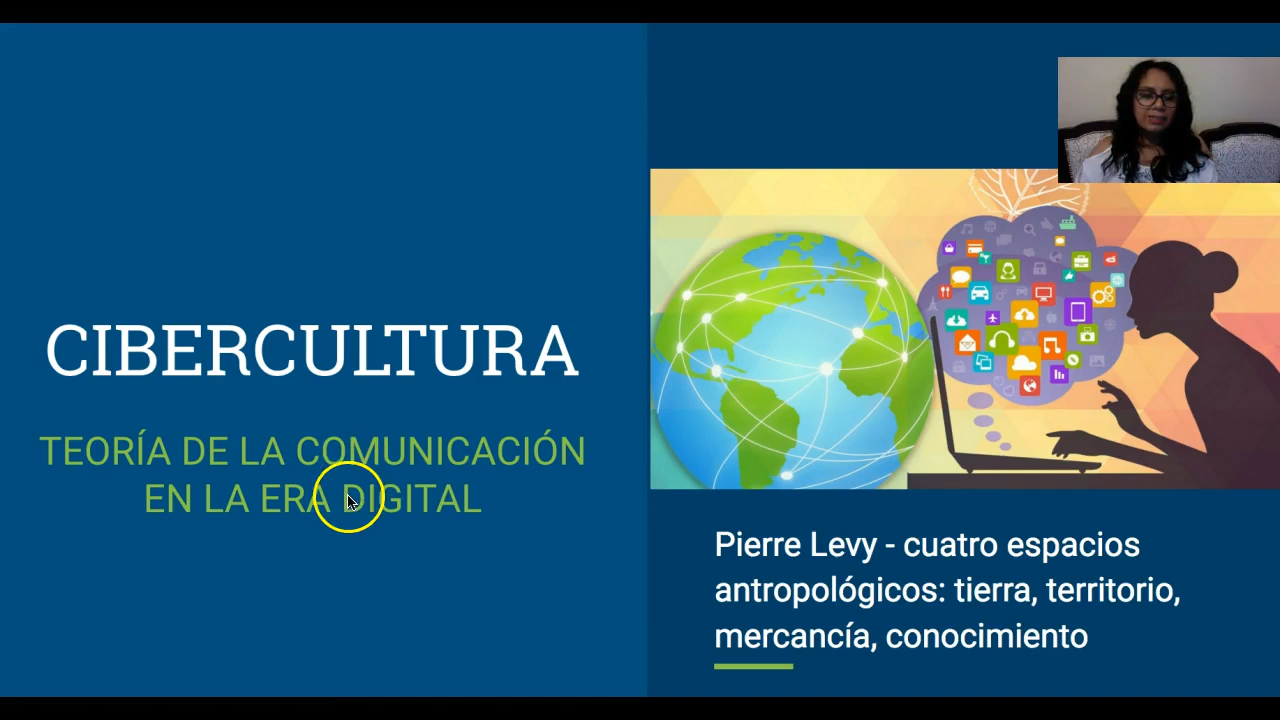 CIBERCULTURA
TEORÍA DE LA COMUNICACIÓN
EN LA ERA DIGITAL
Pierre Levy - cuatro espacios
antropológicos: tierra, territorio,
mercancía, conocimiento